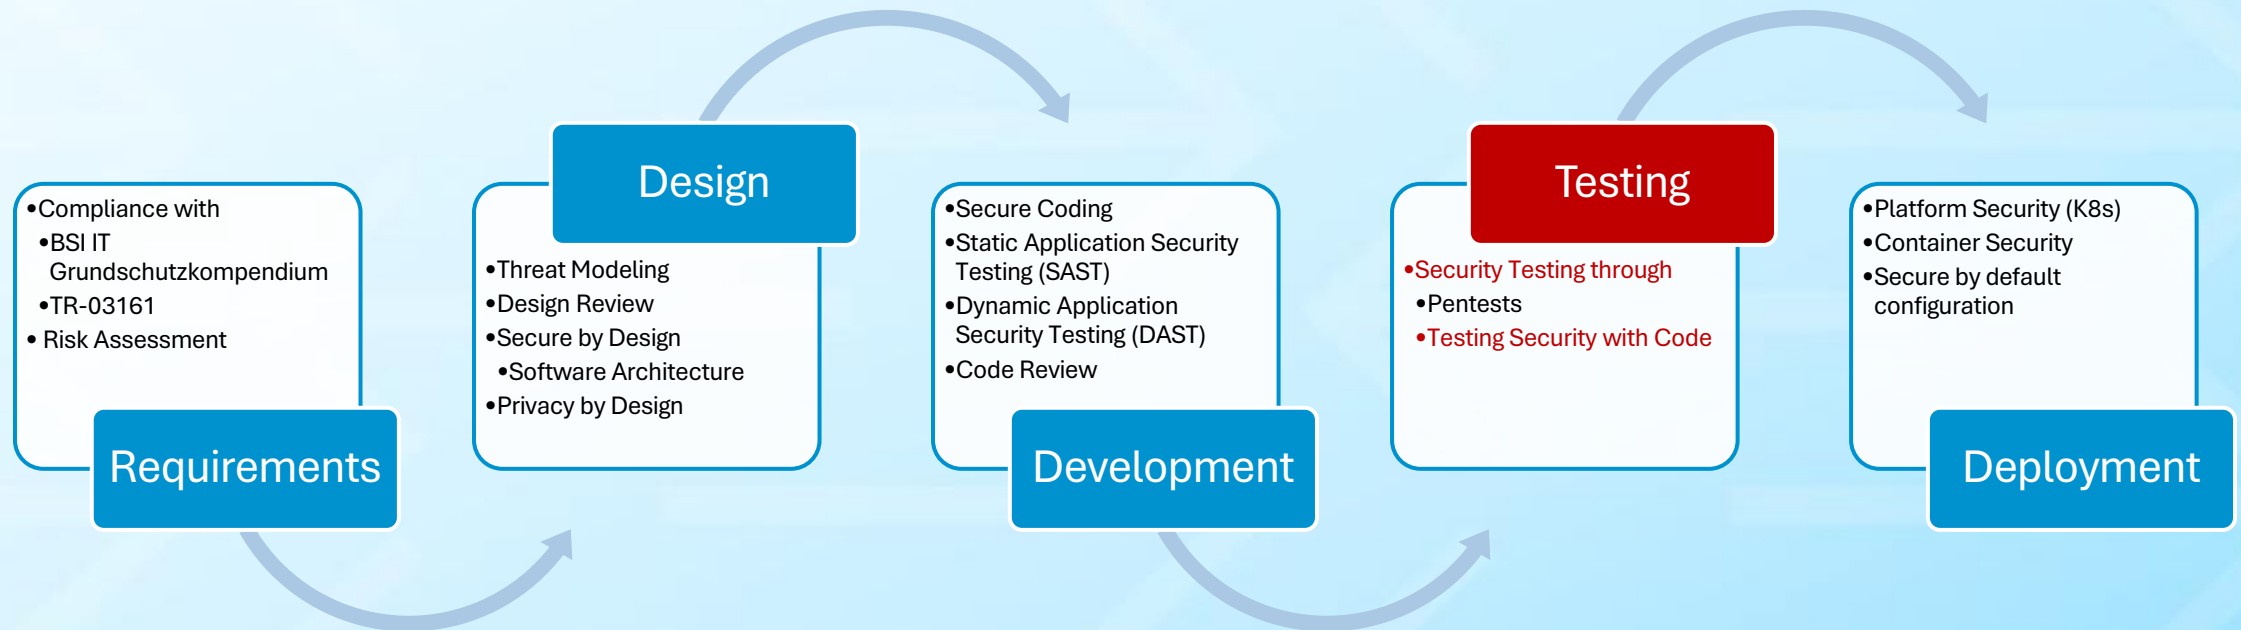 •Compliance with
•BSI IT
Grundschutzkompendium
•TR-03161
• Risk Assessment
Requirements
Design
•Threat Modeling
•Design Review
•Secure by Design
•Software Architecture
•Privacy by Design
•Secure Coding
•Static Application Security
Testing (SAST)
•Dynamic Application
Security Testing (DAST)
•Code Review
Development
Testing
•Security Testing through
•Pentests
•Testing Security with Code
•Platform Security (K8s)
•Container Security
•Secure by default
configuration
Deployment